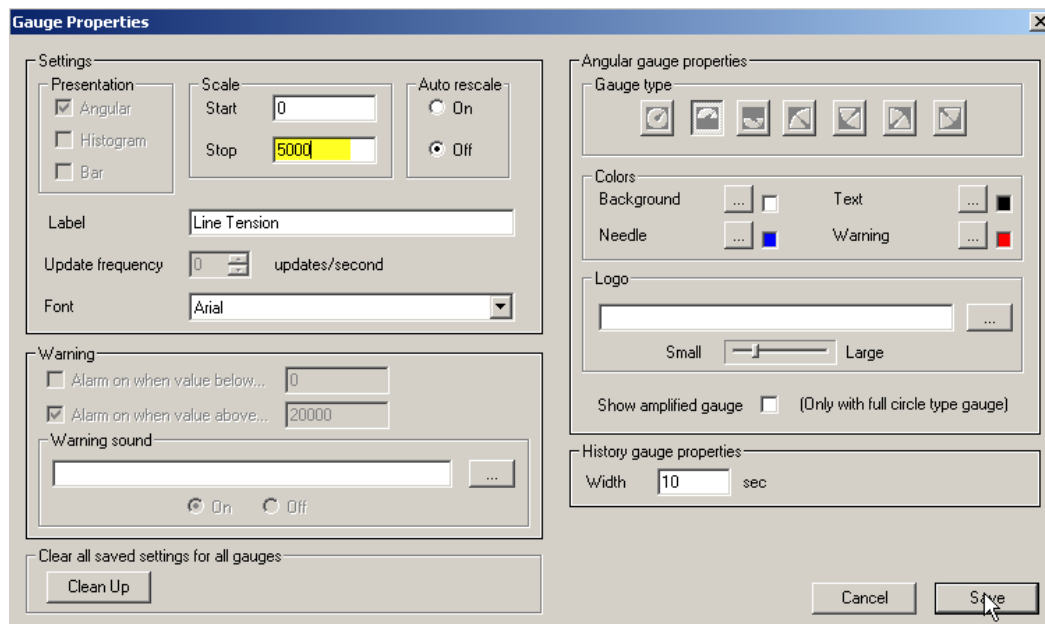 Gauge Properties
Settings
Presentation
Angular
Histogram
Bar
Scale
Start 0
Stop 5000
Auto rescale
On
Off
Label Line Tension
Update frequency 0 updates/second
Font Arial
Warning
Alarm on when value below... 0
Alarm on when value above... 20000
Warning sound
...
On Off
Clear all saved settings for all gauges
Clean Up
Angular gauge properties
Gauge type
Colors
Background ... Text ...
Needle ... Warning ...
Logo
...
Small Large
Show amplified gauge (Only with full circle type gauge)
History gauge properties
Width 10 sec
Cancel Save